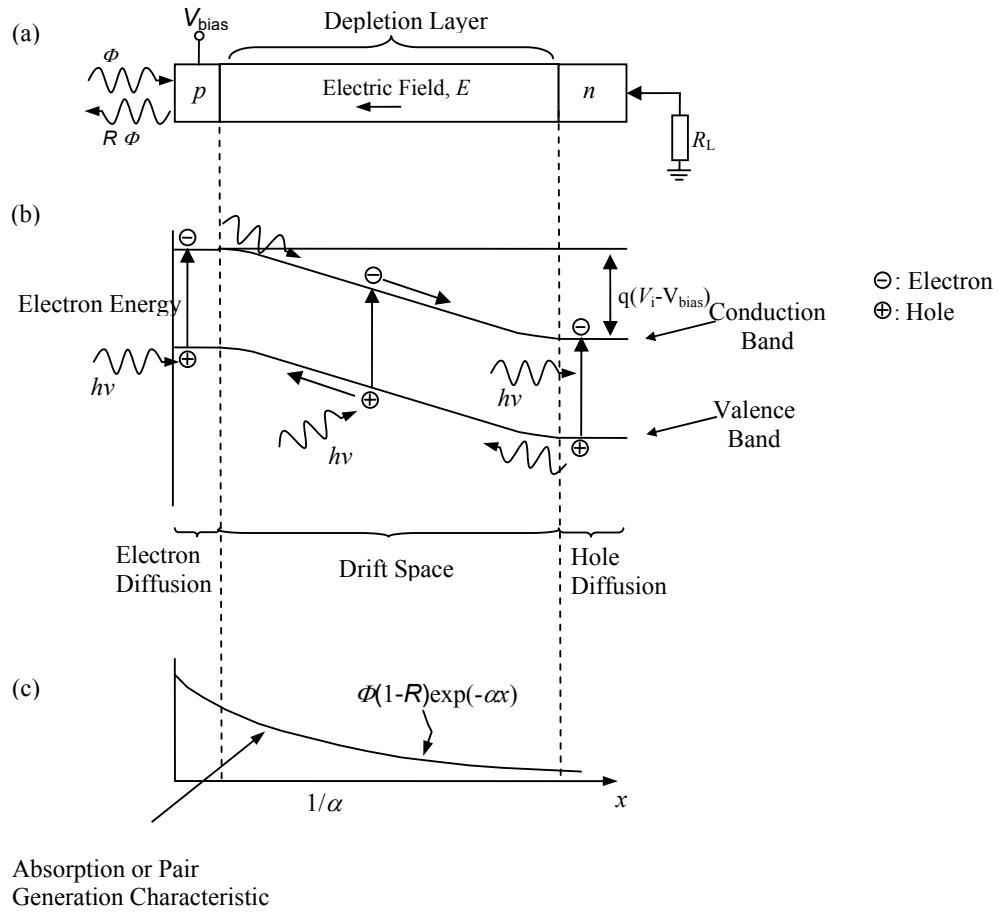 (a)
V_bias
Depletion Layer
Φ
p
Electric Field, E
n
R Φ
R_L
(b)
⊖
Electron Energy
⊖
q(V_i-V_bias)
⊖
Conduction
Band
⊖: Electron
⊕: Hole
⊕
hν
⊕
hν
hν
⊕
Valence
Band
Electron
Diffusion
Drift Space
Hole
Diffusion
(c)
Φ(1-R)exp(-αx)
1/α
x
Absorption or Pair
Generation Characteristic